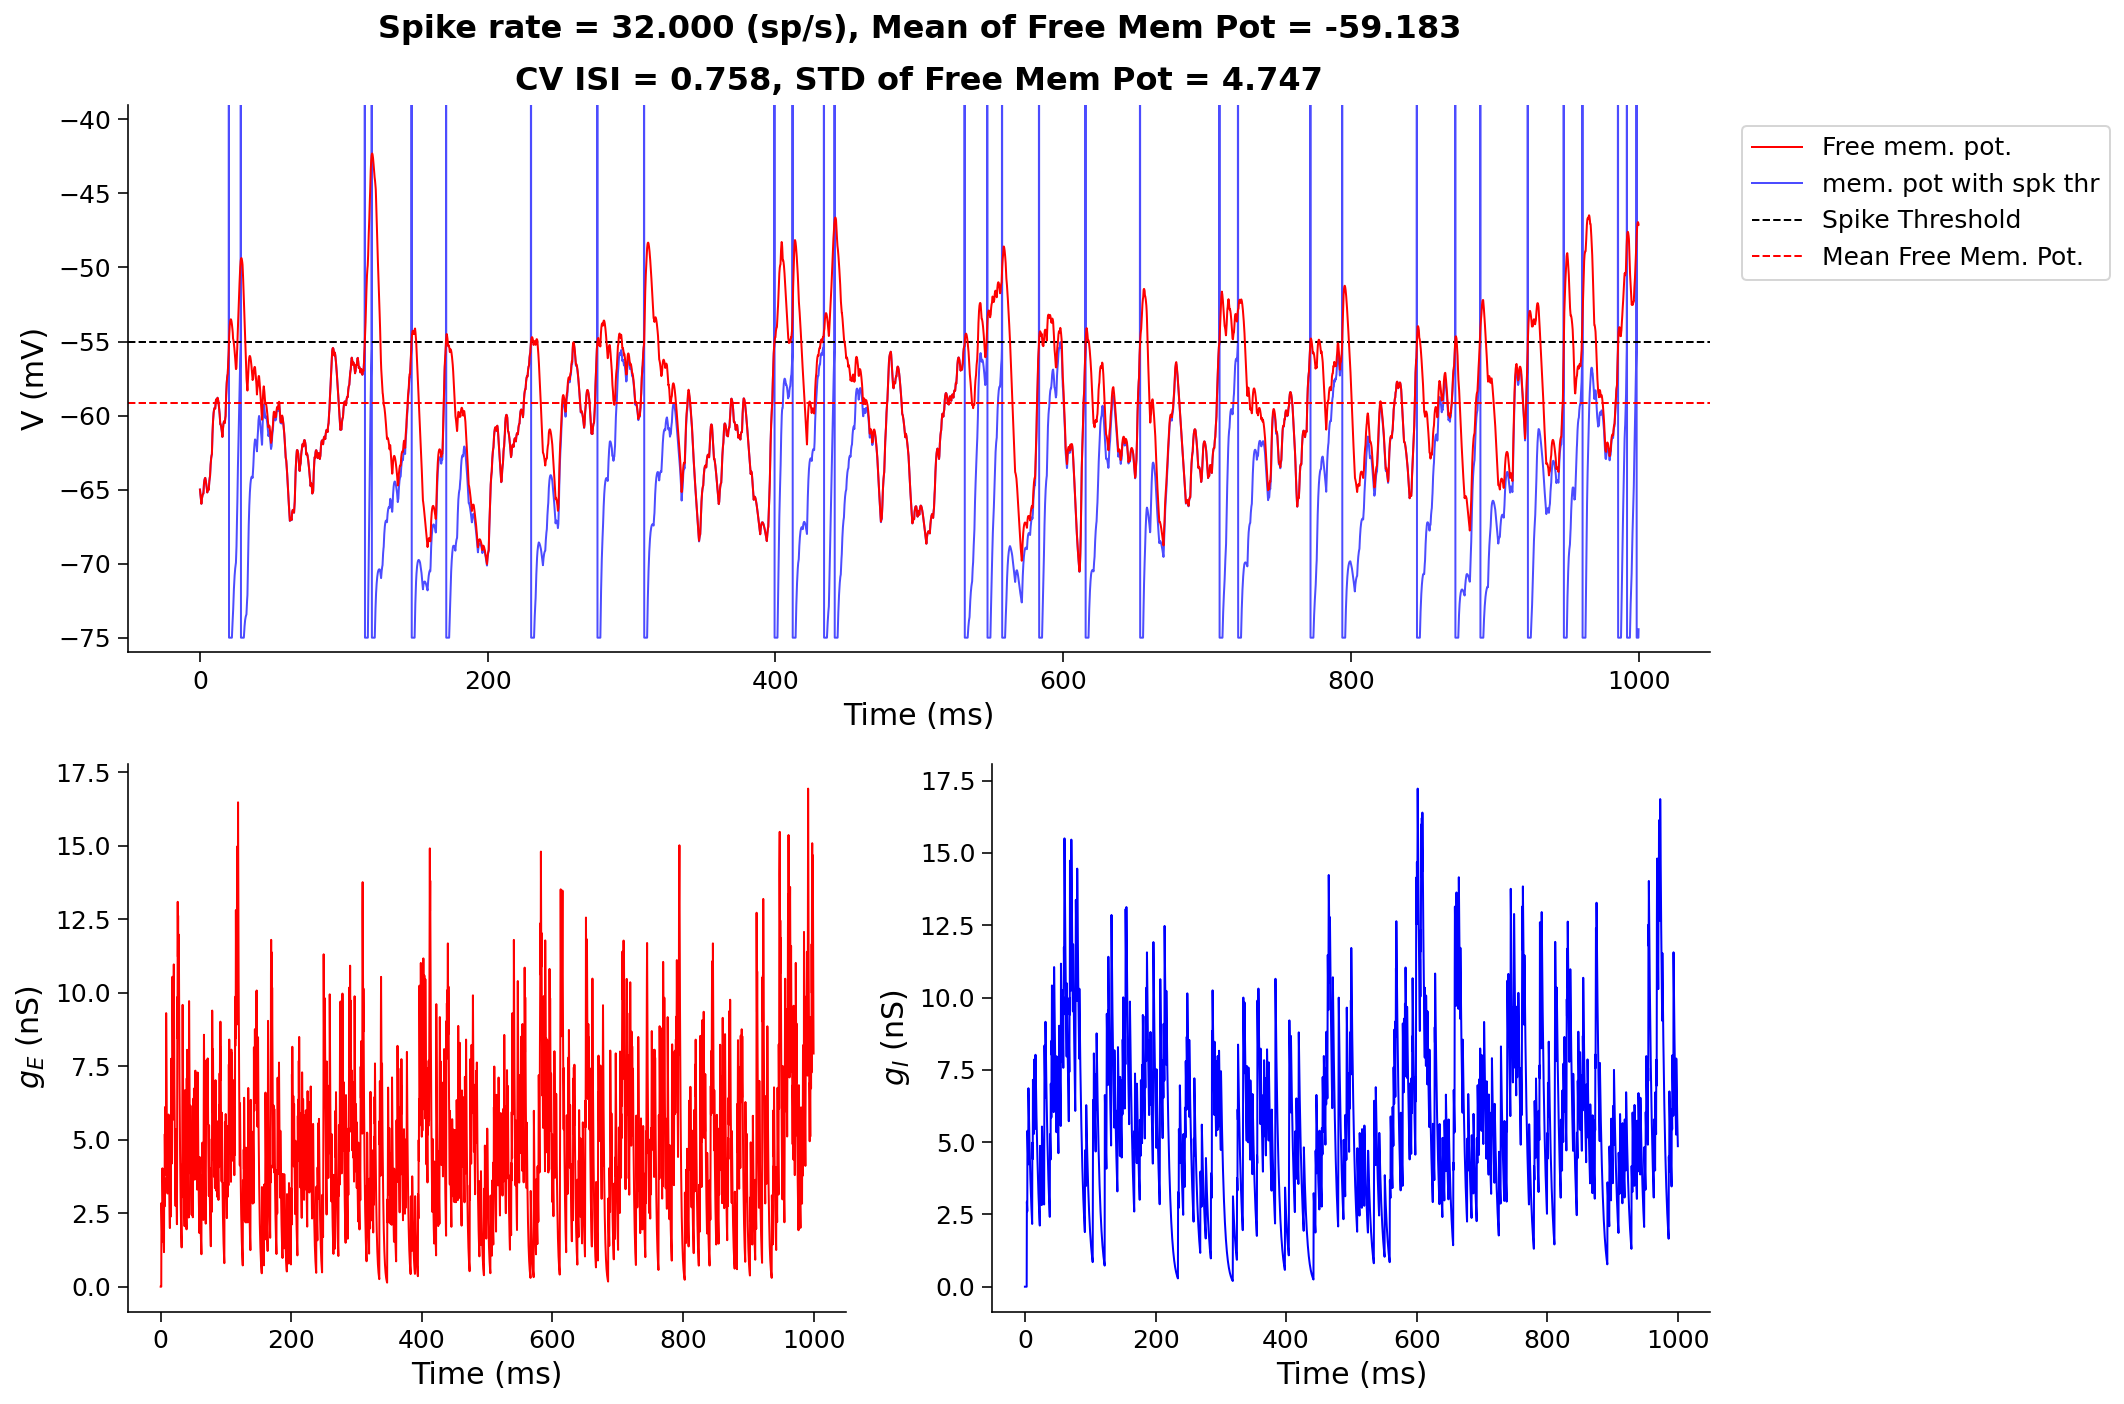 Spike rate = 32.000 (sp/s), Mean of Free Mem Pot = -59.183
CV ISI = 0.758, STD of Free Mem Pot = 4.747
−40
−45
−50
−55
−60
−65
−70
−75
V (mV)
0 200 400 600 800 1000
Time (ms)
Free mem. pot.
mem. pot with spk thr
Spike Threshold
Mean Free Mem. Pot.
17.5
15.0
12.5
10.0
7.5
5.0
2.5
0.0
g_E (nS)
0 200 400 600 800 1000
Time (ms)
17.5
15.0
12.5
10.0
7.5
5.0
2.5
0.0
g_I (nS)
0 200 400 600 800 1000
Time (ms)